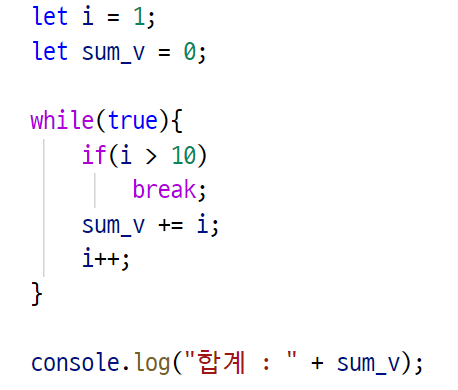 let i = 1;
let sum_v = 0;

while(true){
    if(i > 10)
        break;
    sum_v += i;
    i++;
}

console.log("합계 : " + sum_v);